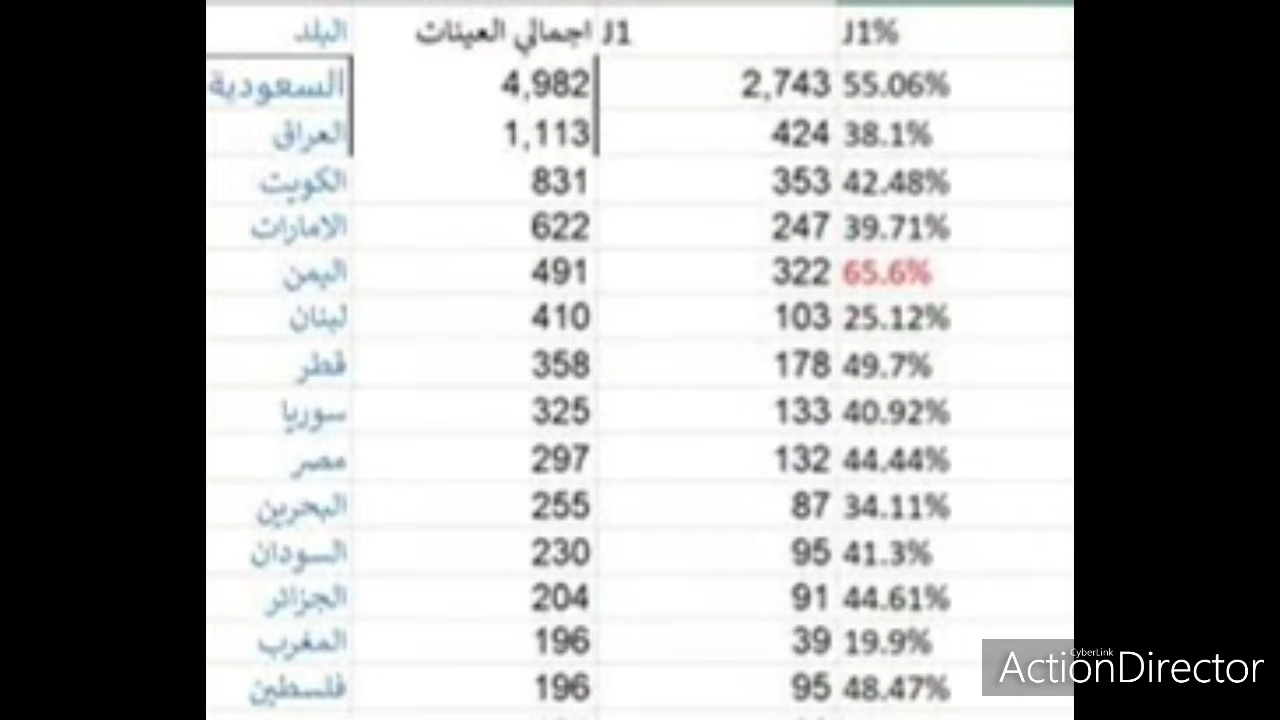 البلد اجمالي العينات J1 J1%
السعودية 4,982 2,743 55.06%
العراق 1,113 424 38.1%
الكويت 831 353 42.48%
الامارات 622 247 39.71%
اليمن 491 322 65.6%
لبنان 410 103 25.12%
قطر 358 178 49.7%
سوريا 325 133 40.92%
مصر 297 132 44.44%
البحرين 255 87 34.11%
السودان 230 95 41.3%
الجزائر 204 91 44.61%
المغرب 196 39 19.9%
فلسطين 196 95 48.47%
CyberLink
ActionDirector